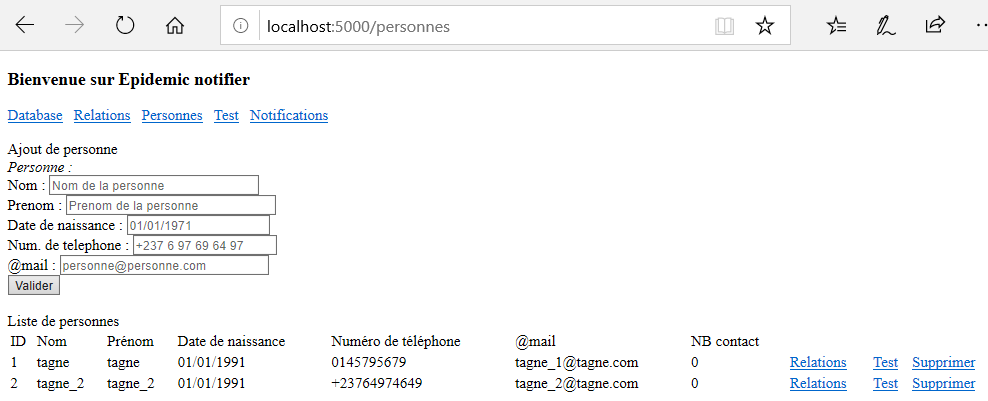 localhost:5000/personnes
Bienvenue sur Epidemic notifier
Database Relations Personnes Test Notifications
Ajout de personne
Personne :
Nom : Nom de la personne
Prenom : Prenom de la personne
Date de naissance : 01/01/1971
Num. de telephone : +237 6 97 69 64 97
@mail : personne@personne.com
Valider
Liste de personnes
ID Nom Prénom Date de naissance Numéro de téléphone @mail NB contact
1 tagne tagne 01/01/1991 0145795679 tagne_1@tagne.com 0 Relations Test Supprimer
2 tagne_2 tagne_2 01/01/1991 +23764974649 tagne_2@tagne.com 0 Relations Test Supprimer